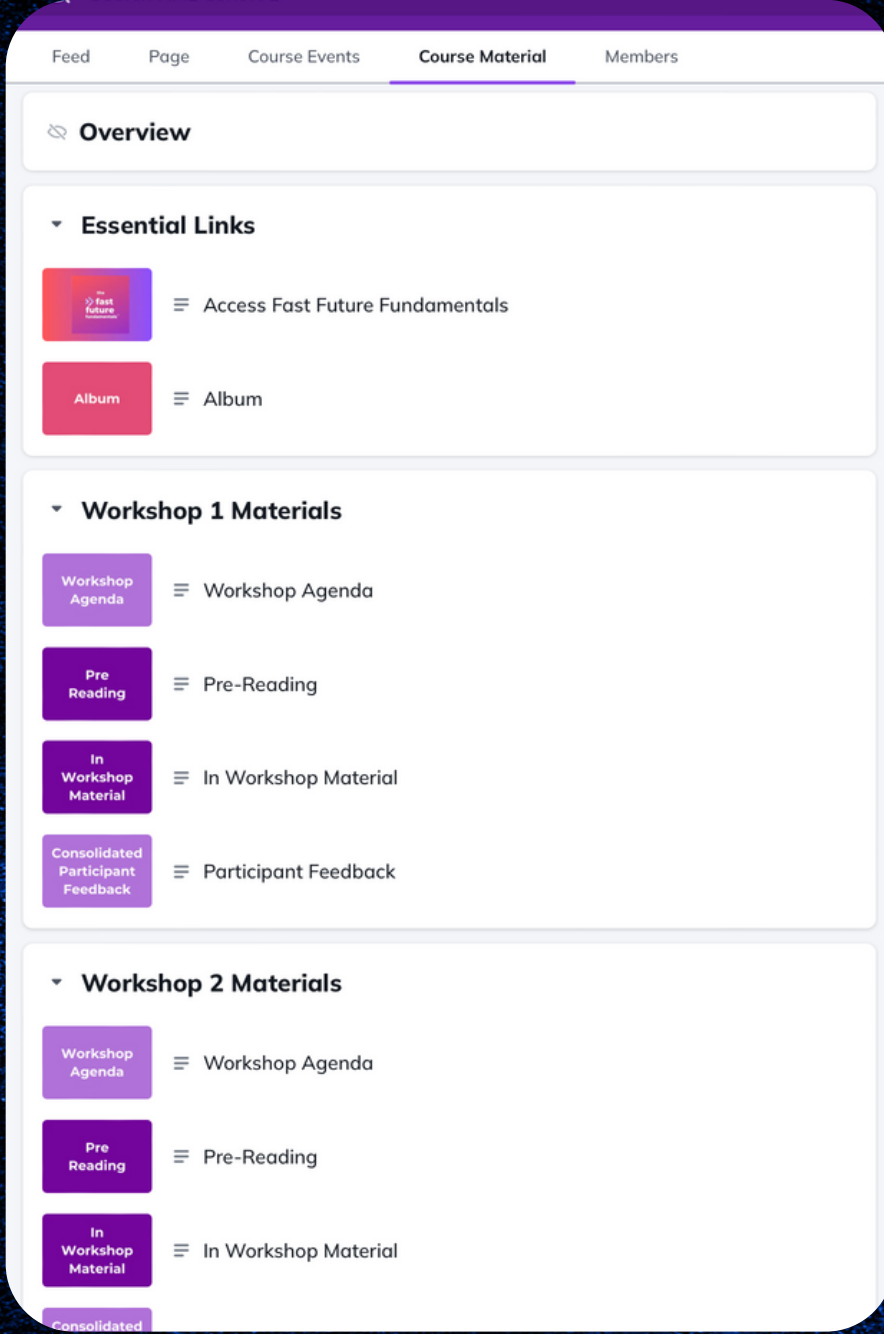 Feed Page Course Events Course Material Members
Overview
Essential Links
the
fast
future
fundamentals
Access Fast Future Fundamentals
Album
Album
Workshop 1 Materials
Workshop
Agenda
Workshop Agenda
Pre
Reading
Pre-Reading
In
Workshop
Material
In Workshop Material
Consolidated
Participant
Feedback
Participant Feedback
Workshop 2 Materials
Workshop
Agenda
Workshop Agenda
Pre
Reading
Pre-Reading
In
Workshop
Material
In Workshop Material
Consolidated